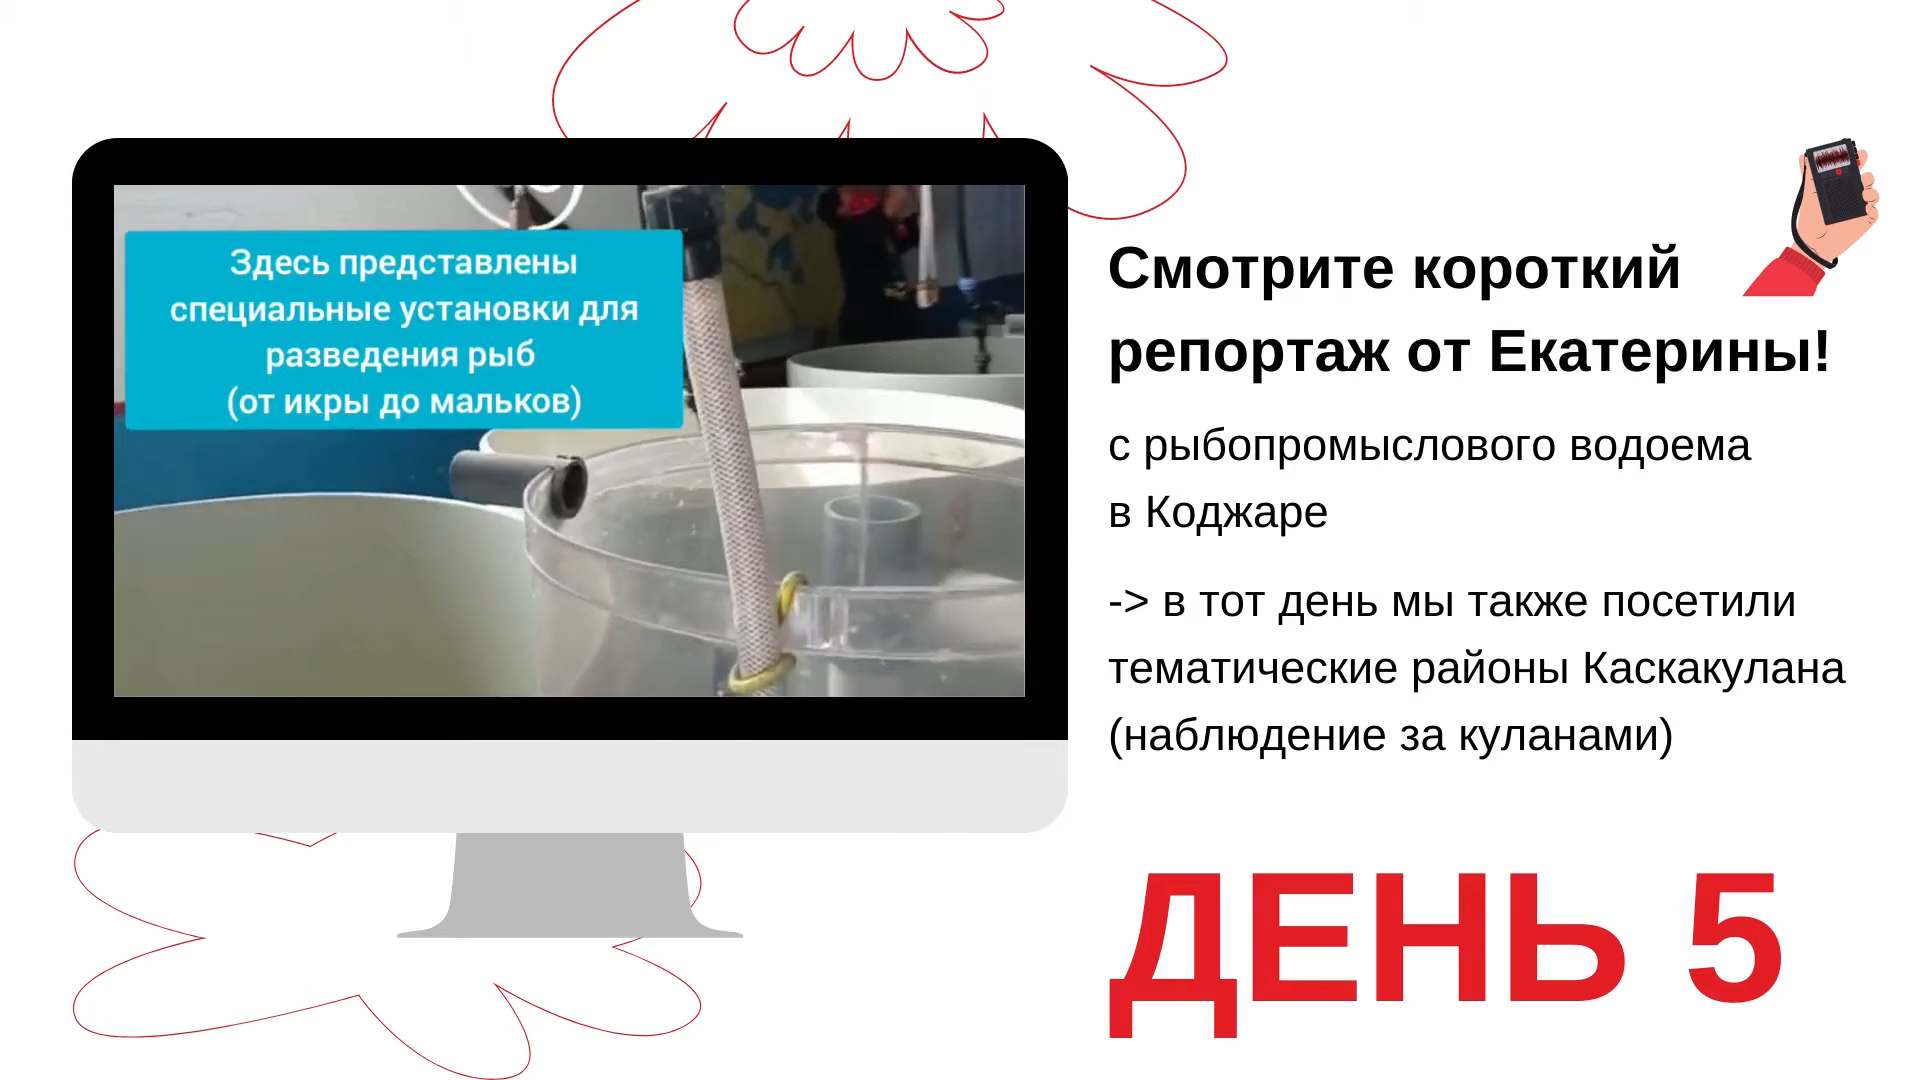 Здесь представлены
специальные установки для
разведения рыб
(от икры до мальков)
Смотрите короткий
репортаж от Екатерины!
с рыбопромыслового водоема
в Коджаре
-> в тот день мы также посетили
тематические районы Каскакулана
(наблюдение за куланами)
ДЕНЬ 5